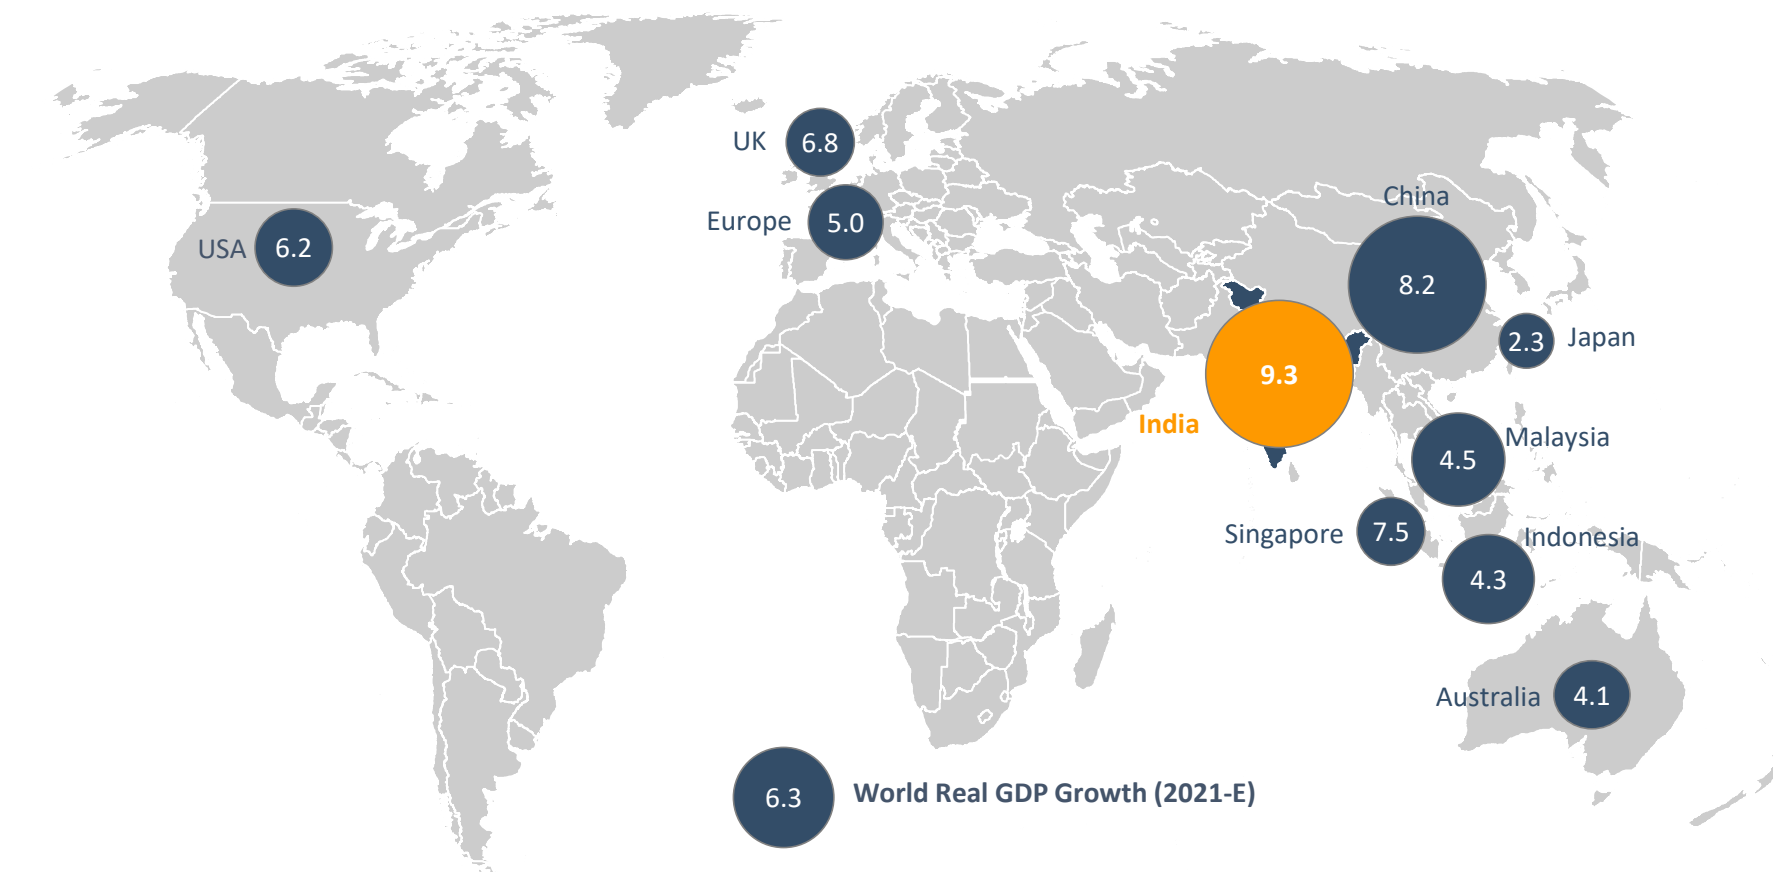 UK 6.8
Europe 5.0
USA 6.2
China
8.2
2.3 Japan
9.3
India
Malaysia
4.5
Singapore 7.5
Indonesia
4.3
Australia 4.1
6.3 World Real GDP Growth (2021-E)